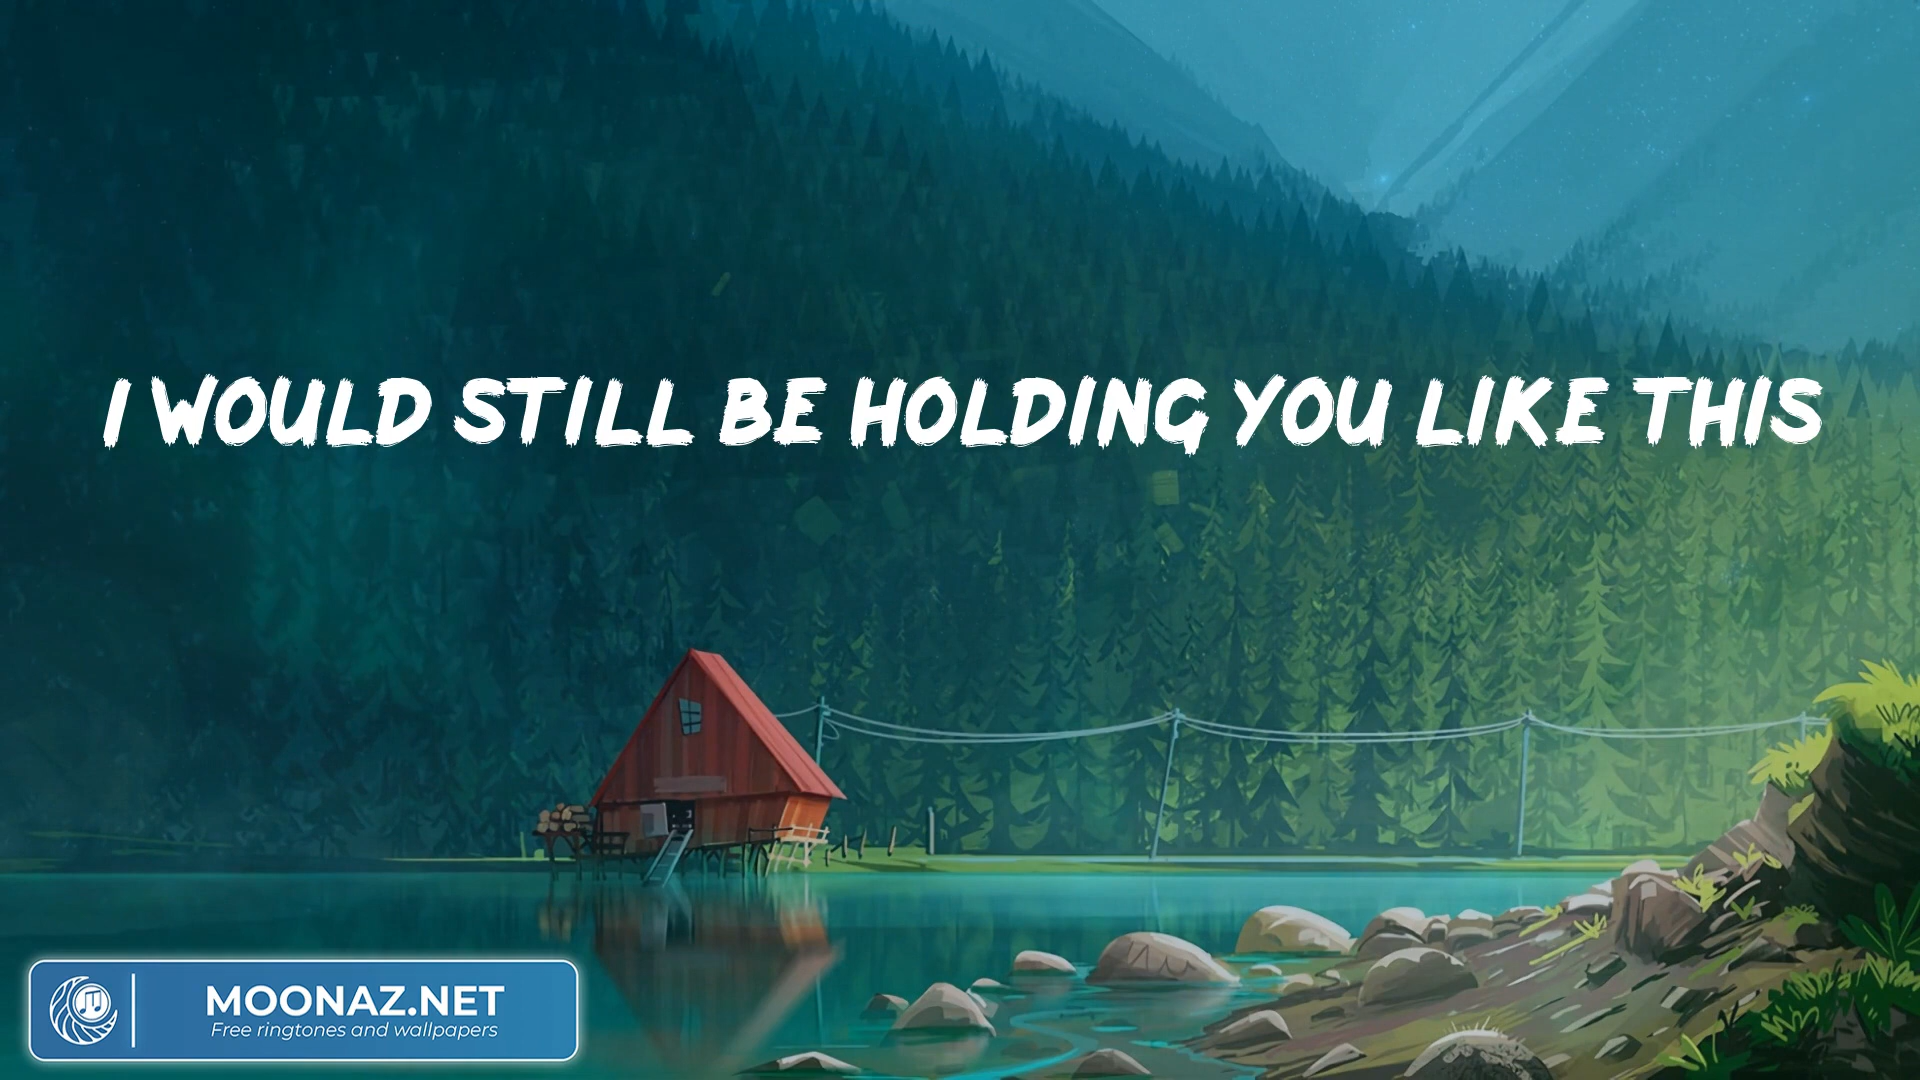 I WOULD STILL BE HOLDING YOU LIKE THIS
MOONAZ.NET
Free ringtones and wallpapers